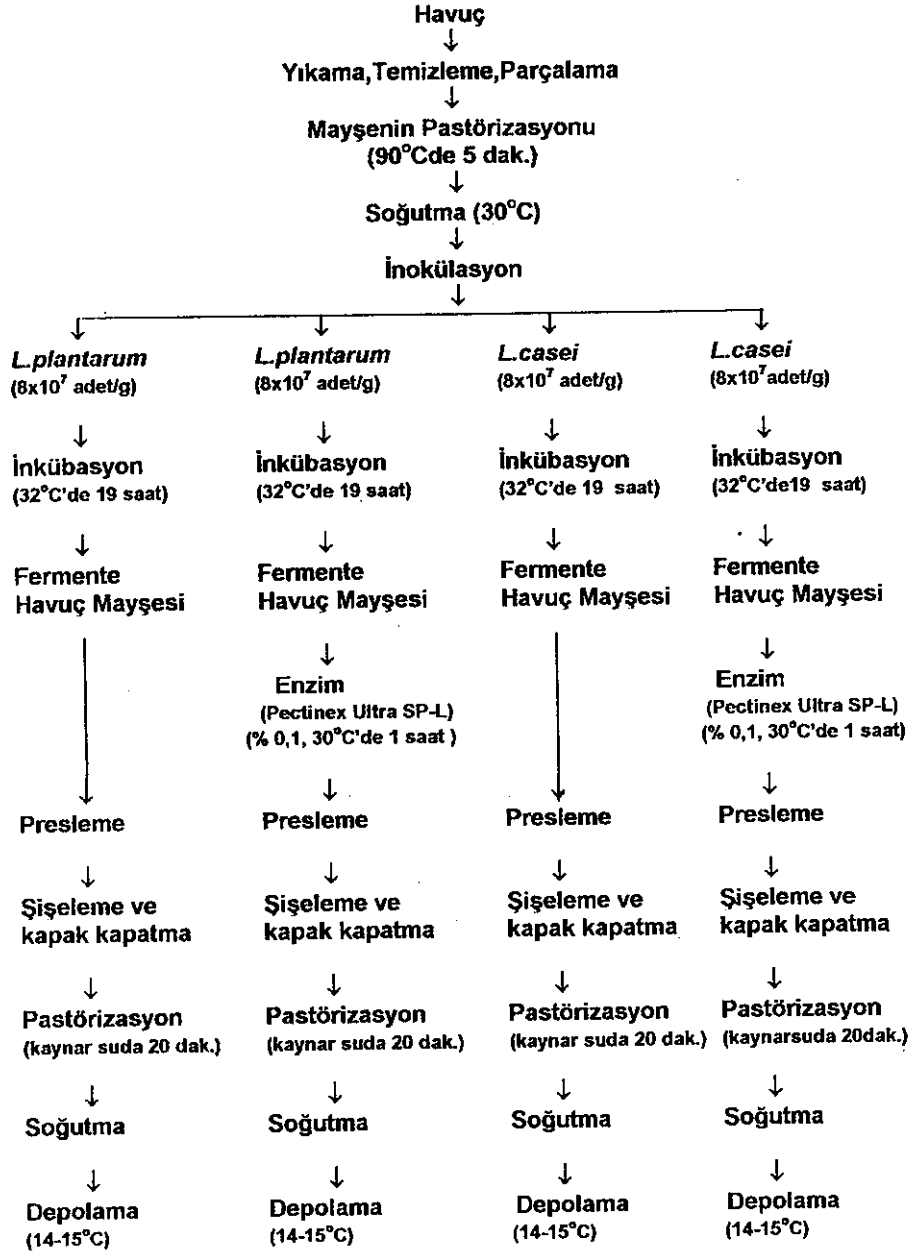 Havuç
Yıkama,Temizleme,Parçalama
Mayşenin Pastörizasyonu
(90°Cde 5 dak.)
Soğutma (30°C)
İnokülasyon
L.plantarum
(8x10⁷ adet/g)
İnkübasyon
(32°C'de 19 saat)
Fermente
Havuç Mayşesi
Presleme
Şişeleme ve
kapak kapatma
Pastörizasyon
(kaynar suda 20 dak.)
Soğutma
Depolama
(14-15°C)
L.plantarum
(8x10⁷ adet/g)
İnkübasyon
(32°C'de 19 saat)
Fermente
Havuç Mayşesi
Enzim
(Pectinex Ultra SP-L)
(% 0,1, 30°C'de 1 saat )
Presleme
Şişeleme ve
kapak kapatma
Pastörizasyon
(kaynar suda 20 dak.)
Soğutma
Depolama
(14-15°C)
L.casei
(8x10⁷ adet/g)
İnkübasyon
(32°C'de 19 saat)
Fermente
Havuç Mayşesi
Presleme
Şişeleme ve
kapak kapatma
Pastörizasyon
(kaynar suda 20 dak.)
Soğutma
Depolama
(14-15°C)
L.casei
(8x10⁷adet/g)
İnkübasyon
(32°C'de19 saat)
Fermente
Havuç Mayşesi
Enzim
(Pectinex Ultra SP-L)
(% 0,1, 30°C'de 1 saat)
Presleme
Şişeleme ve
kapak kapatma
Pastörizasyon
(kaynarsuda 20dak.)
Soğutma
Depolama
(14-15°C)